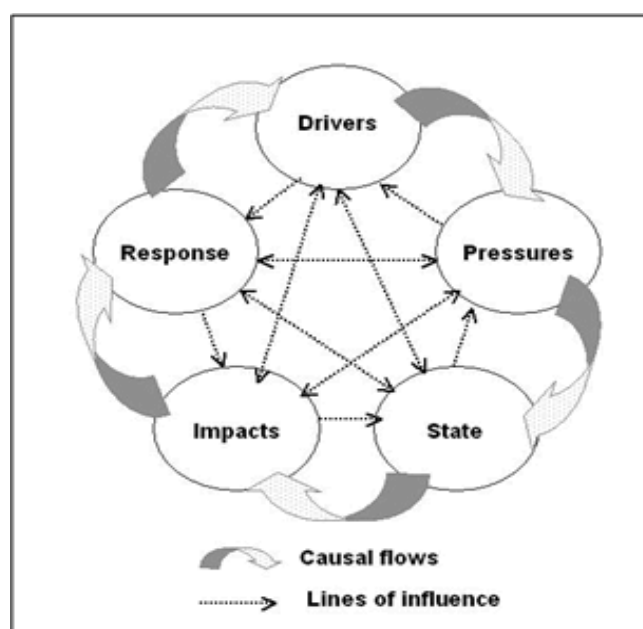 Drivers
Response
Pressures
Impacts
State
Causal flows
Lines of influence